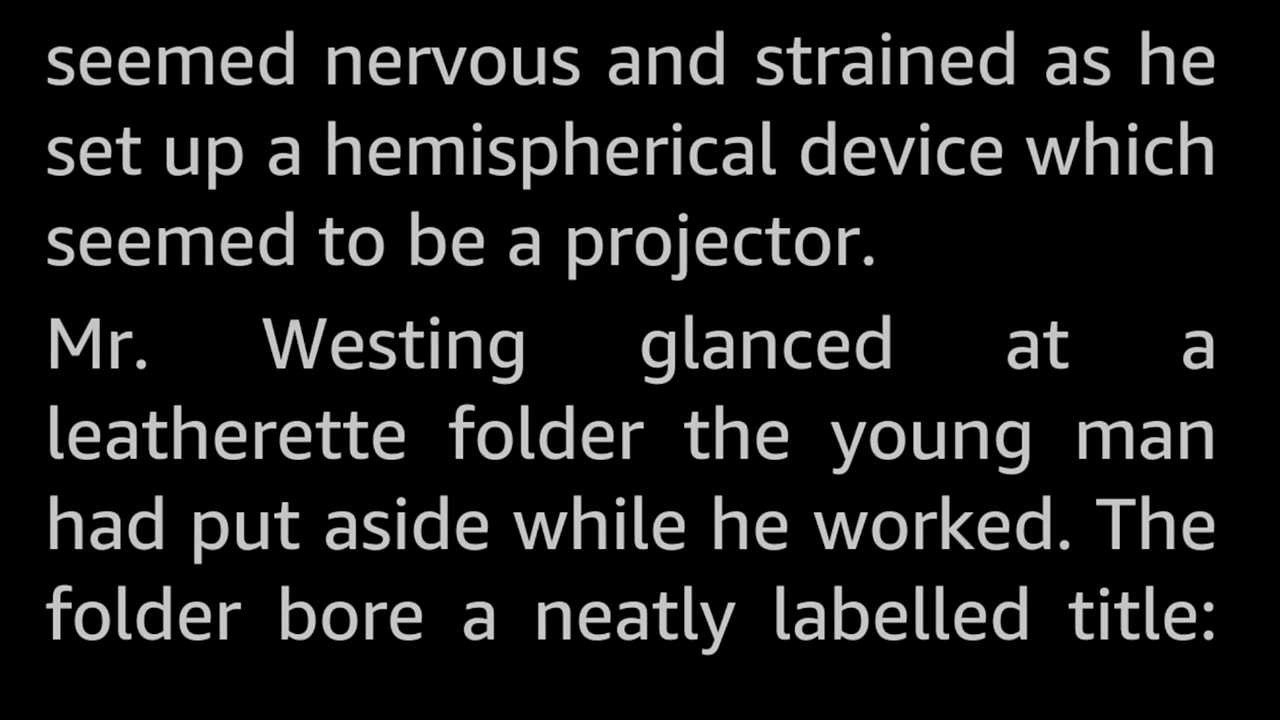 seemed nervous and strained as he
set up a hemispherical device which
seemed to be a projector.
Mr. Westing glanced at a
leatherette folder the young man
had put aside while he worked. The
folder bore a neatly labelled title: